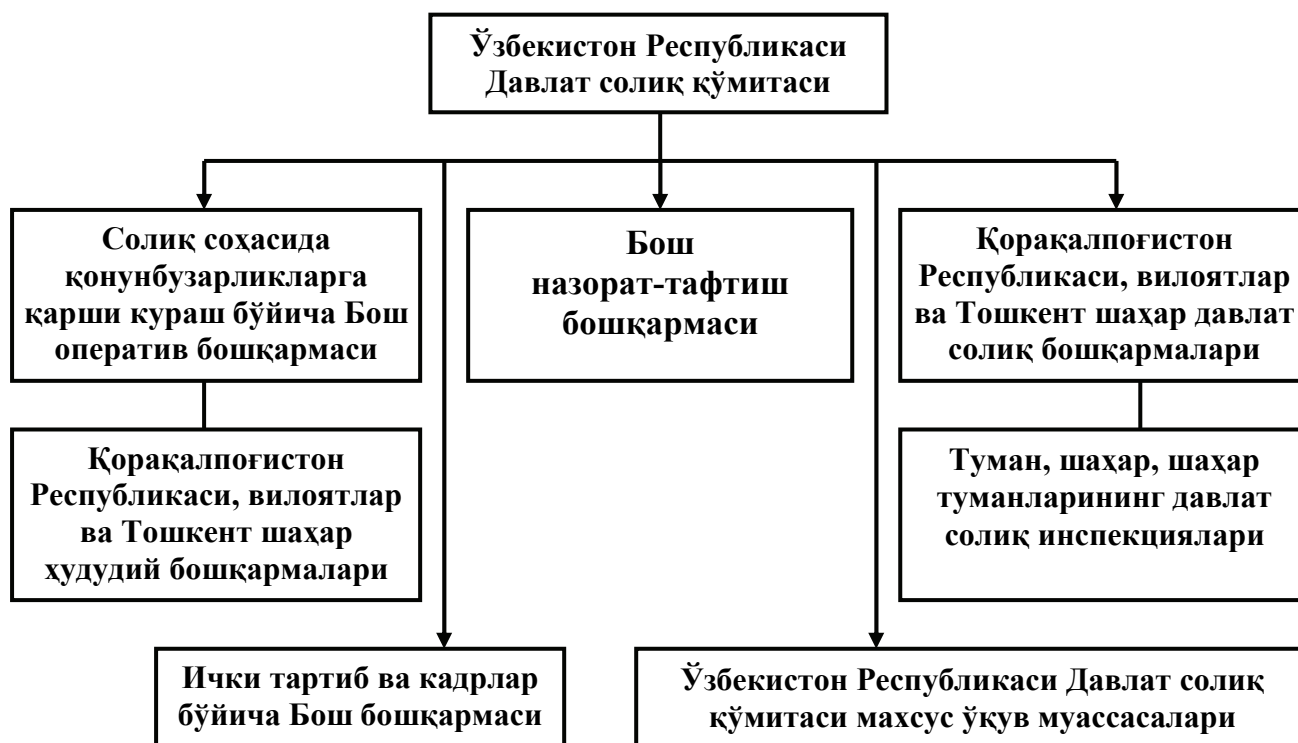 Ўзбекистон Республикаси
Давлат солиқ қўмитаси
Солиқ соҳасида
қонунбузарликларга
қарши кураш бўйича Бош
оператив бошқармаси
Бош
назорат-тафтиш
бошқармаси
Қорақалпоғистон
Республикаси, вилоятлар
ва Тошкент шаҳар давлат
солиқ бошқармалари
Қорақалпоғистон
Республикаси, вилоятлар
ва Тошкент шаҳар
ҳудудий бошқармалари
Туман, шаҳар, шаҳар
туманларининг давлат
солиқ инспекциялари
Ички тартиб ва кадрлар
бўйича Бош бошқармаси
Ўзбекистон Республикаси Давлат солиқ
қўмитаси махсус ўқув муассасалари